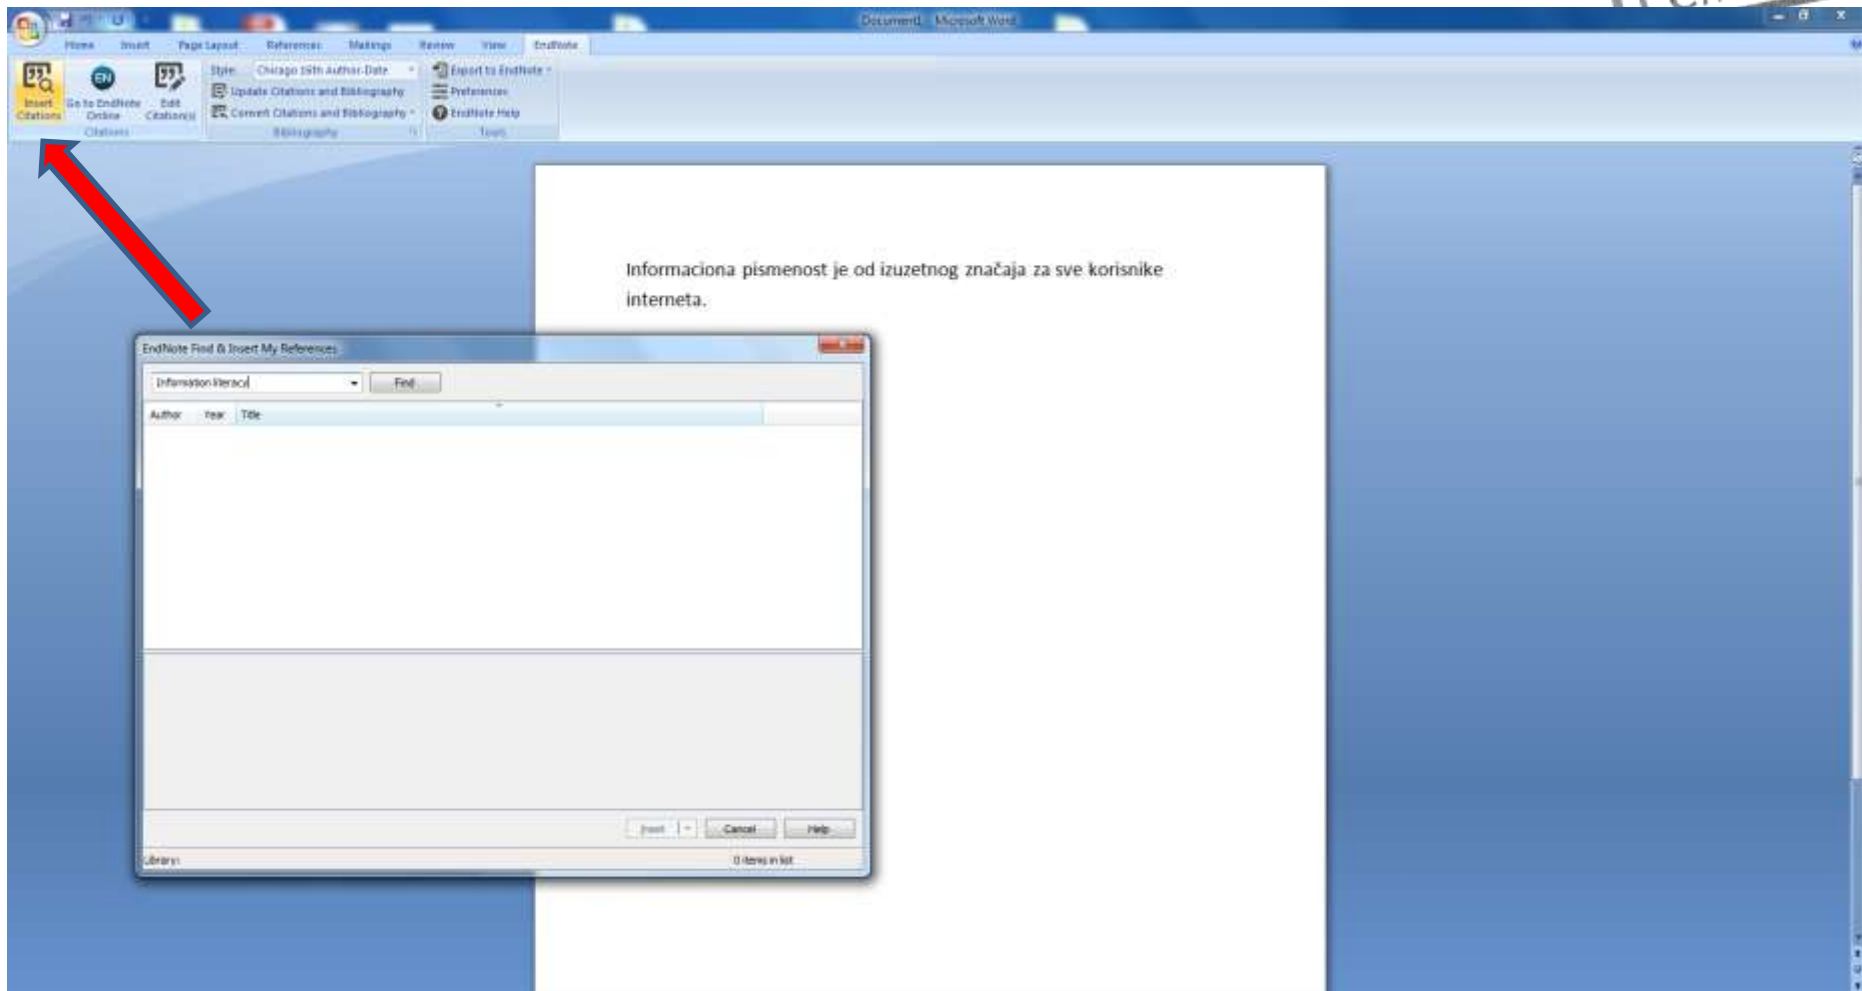 Document1 - Microsoft Word
Home Insert Page Layout References Mailings Review View EndNote
Style: Chicago 16th Author-Date
Export to EndNote
Update Citations and Bibliography
Preferences
Insert Citations
Go to EndNote Online
Edit Citation(s)
Convert Citations and Bibliography
EndNote Help
Citations
Bibliography
Tools
Informaciona pismenost je od izuzetnog značaja za sve korisnike
interneta.
EndNote Find & Insert My References
Information literacy
Find
Author Year Title
Insert
Cancel
Help
Library:
0 items in list